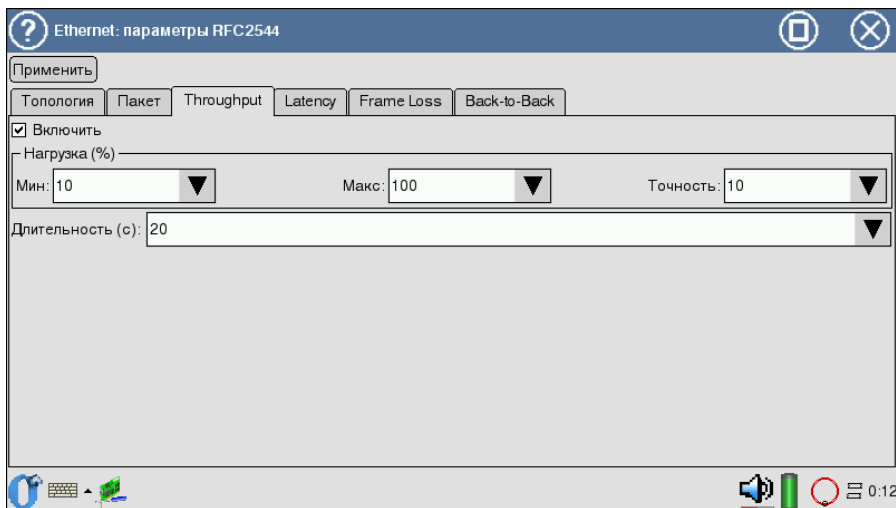 Ethernet: параметры RFC2544
Применить
Топология Пакет Throughput Latency Frame Loss Back-to-Back
Включить
Нагрузка (%)
Мин: 10 Макс: 100 Точность: 10
Длительность (с): 20
0:12